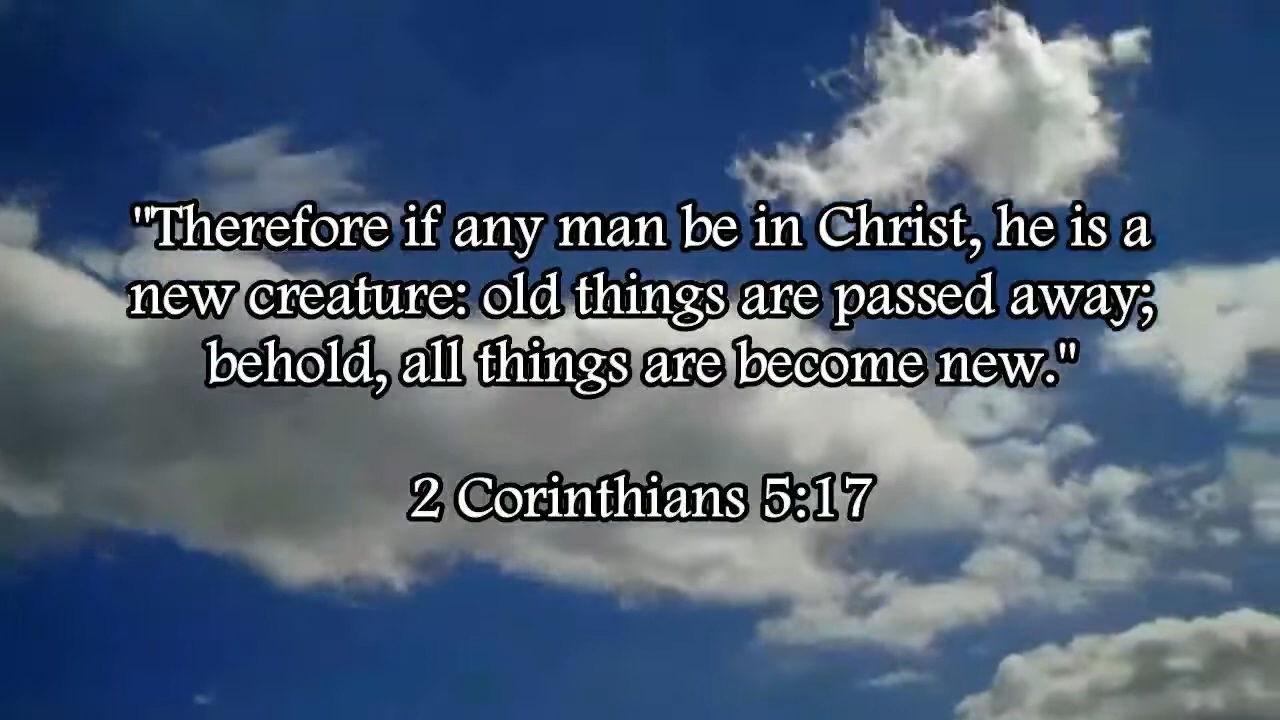 "Therefore if any man be in Christ, he is a
new creature: old things are passed away;
behold, all things are become new."
2 Corinthians 5:17